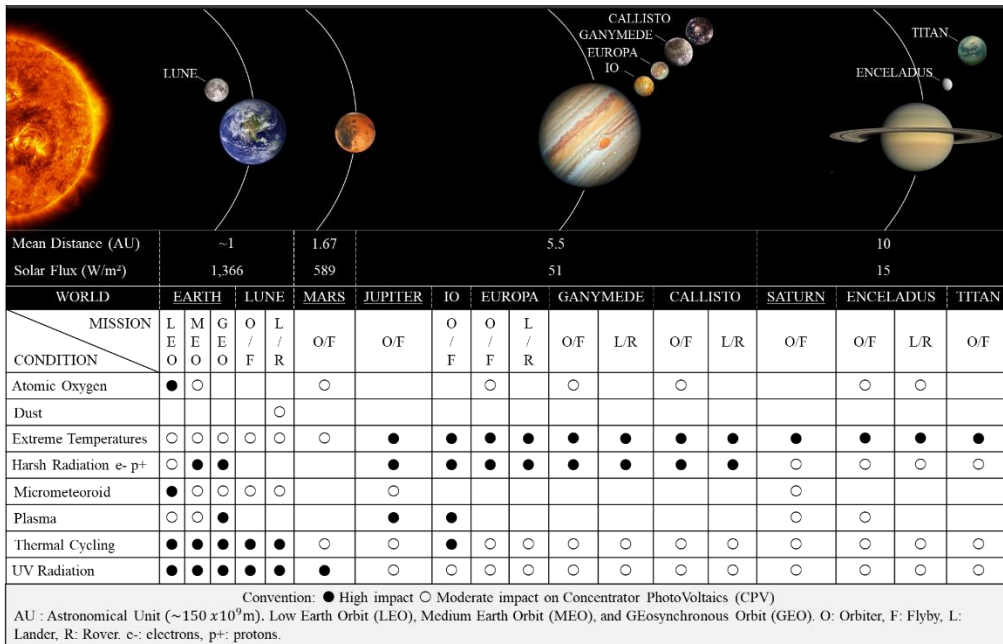 CALLISTO
GANYMEDE
EUROPA
IO
TITAN
LUNE
ENCELADUS
Mean Distance (AU) ~1 1.67 5.5 10
Solar Flux (W/m²) 1,366 589 51 15
WORLD EARTH LUNE MARS JUPITER IO EUROPA GANYMEDE CALLISTO SATURN ENCELADUS TITAN
MISSION
CONDITION
LEO MEO GEO O/F L/R O/F O/F O/F O/F L/R O/F L/R O/F L/R O/F O/F L/R O/F
Atomic Oxygen ● ○ ○ ○ ○ ○ ○ ○
Dust ○
Extreme Temperatures ○ ○ ○ ○ ○ ○ ● ● ● ● ● ● ● ● ● ● ● ●
Harsh Radiation e- p+ ○ ● ● ● ● ● ● ● ● ● ● ○ ○ ○ ○
Micrometeoroid ● ○ ○ ○ ○ ○ ○
Plasma ○ ○ ● ● ● ○ ○
Thermal Cycling ● ● ● ● ● ○ ○ ● ○ ○ ○ ○ ○ ○ ○ ○ ○ ○
UV Radiation ● ● ● ● ● ● ○ ○ ○ ○ ○ ○ ○ ○ ○ ○ ○ ○
Convention: ● High impact ○ Moderate impact on Concentrator PhotoVoltaics (CPV)
AU : Astronomical Unit (~150 x10⁹m). Low Earth Orbit (LEO), Medium Earth Orbit (MEO), and GEosynchronous Orbit (GEO). O: Orbiter, F: Flyby, L:
Lander, R: Rover. e-: electrons, p+: protons.